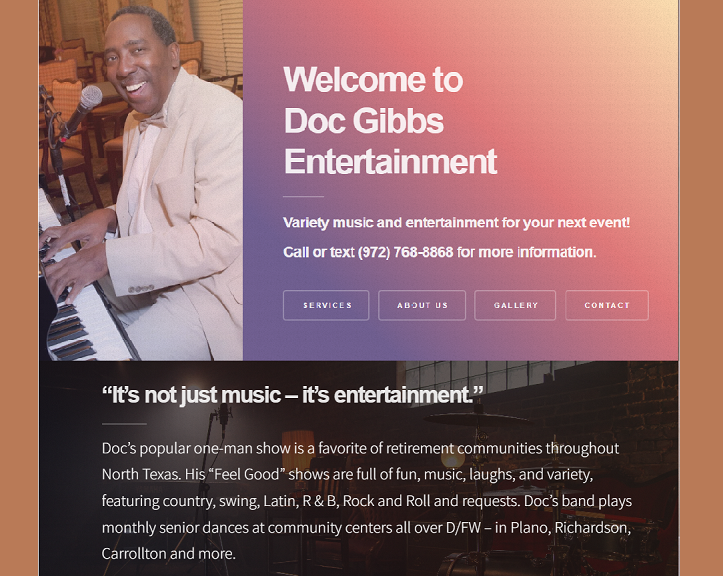 Welcome to
Doc Gibbs
Entertainment
Variety music and entertainment for your next event!
Call or text (972) 768-8868 for more information.
SERVICES
ABOUT US
GALLERY
CONTACT
“It’s not just music – it’s entertainment.”
Doc’s popular one-man show is a favorite of retirement communities throughout
North Texas. His “Feel Good” shows are full of fun, music, laughs, and variety,
featuring country, swing, Latin, R & B, Rock and Roll and requests. Doc’s band plays
monthly senior dances at community centers all over D/FW – in Plano, Richardson,
Carrollton and more.